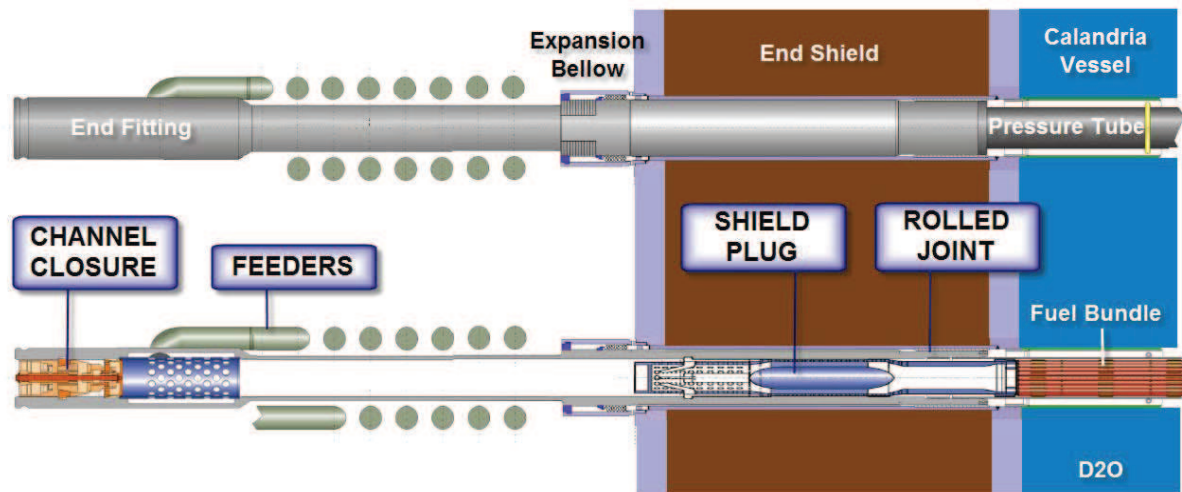 Expansion
Bellow
End Shield
Calandria
Vessel
End Fitting
Pressure Tube
CHANNEL
CLOSURE
FEEDERS
SHIELD
PLUG
ROLLED
JOINT
Fuel Bundle
D2O